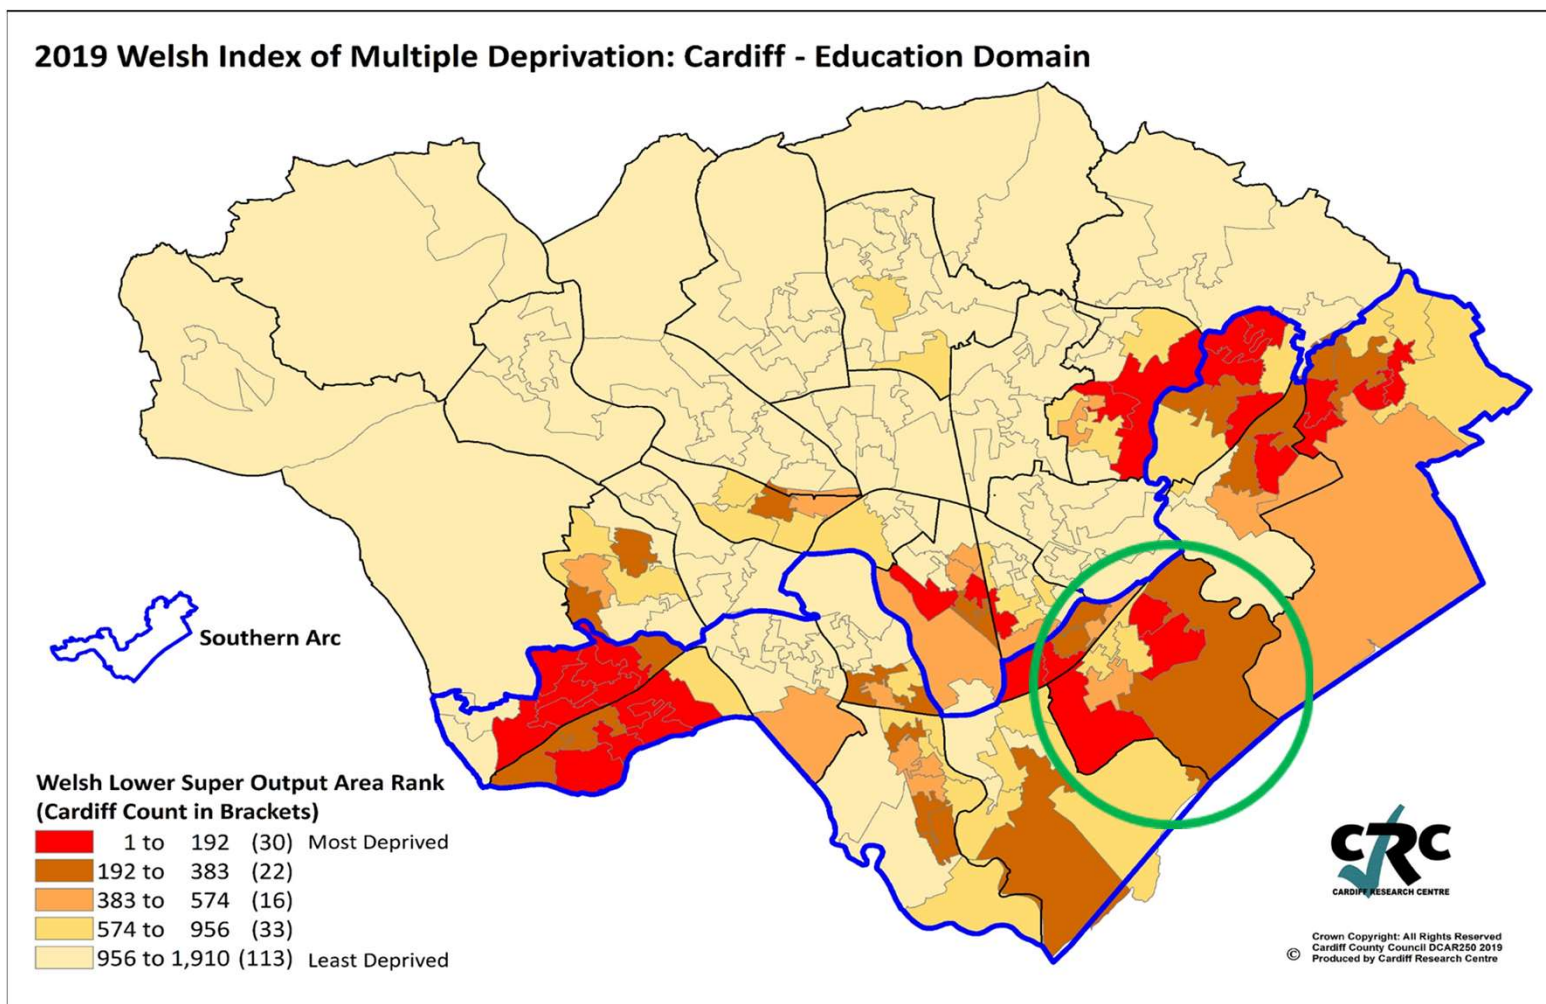 2019 Welsh Index of Multiple Deprivation: Cardiff - Education Domain
Southern Arc
Welsh Lower Super Output Area Rank
(Cardiff Count in Brackets)
1 to 192 (30) Most Deprived
192 to 383 (22)
383 to 574 (16)
574 to 956 (33)
956 to 1,910 (113) Least Deprived
CRC
CARDIFF RESEARCH CENTRE
Crown Copyright: All Rights Reserved
© Cardiff County Council DCAR250 2019
Produced by Cardiff Research Centre